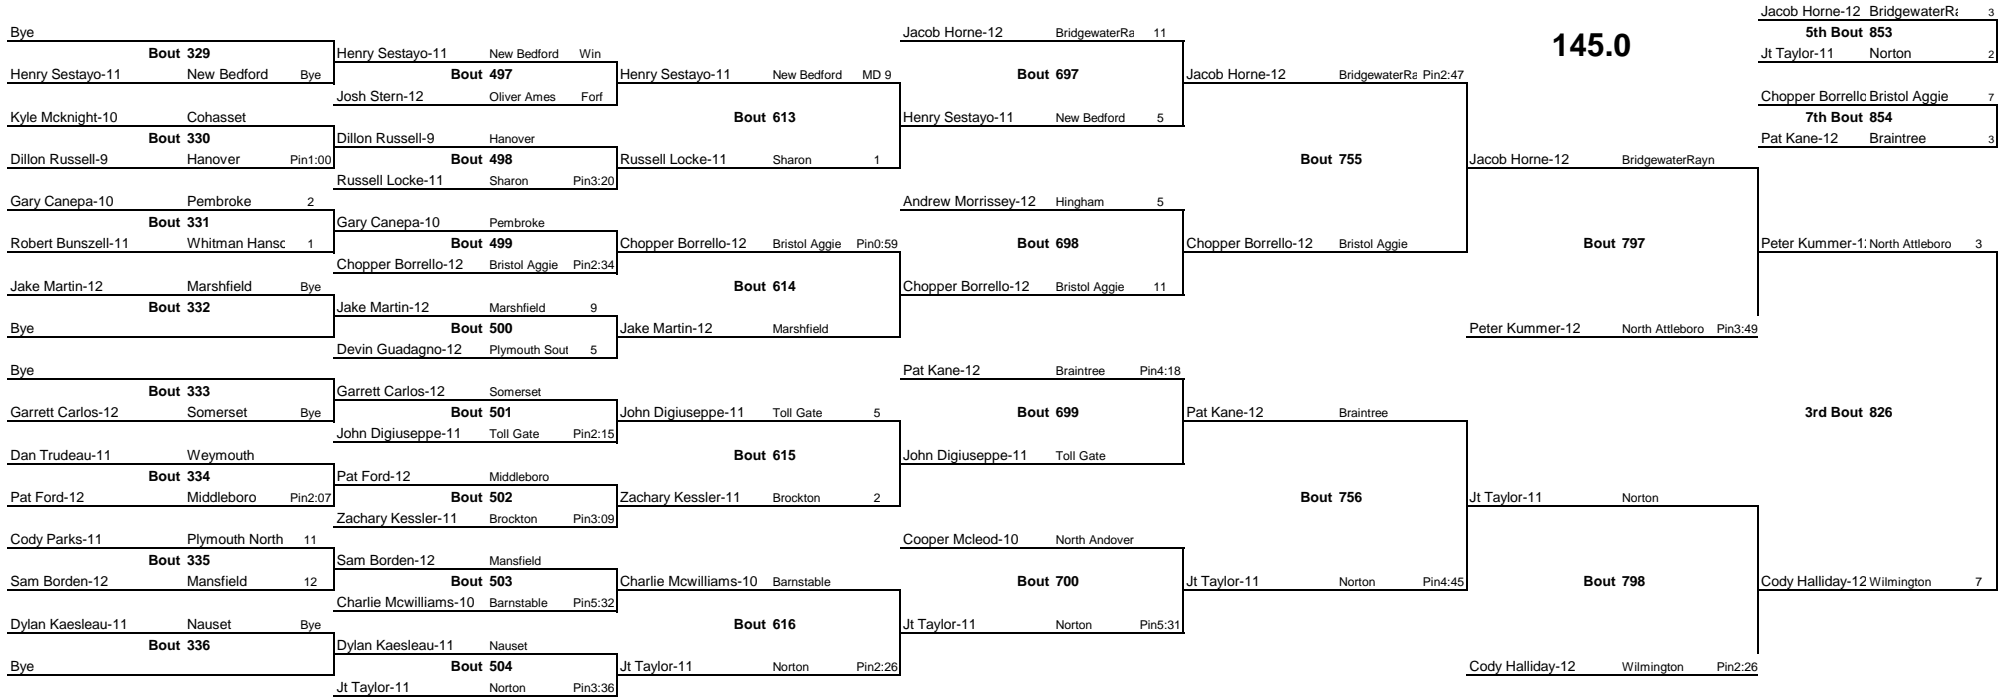 Jacob Horne-12 BridgewaterRa 3
5th Bout 853
Jt Taylor-11 Norton 2
Chopper Borrello Bristol Aggie 7
7th Bout 854
Pat Kane-12 Braintree 3
145.0
Bye
Bout 329
Henry Sestayo-11 New Bedford Bye
Kyle Mcknight-10 Cohasset
Bout 330
Dillon Russell-9 Hanover Pin1:00
Gary Canepa-10 Pembroke 2
Bout 331
Robert Bunszell-11 Whitman Hansc 1
Jake Martin-12 Marshfield Bye
Bout 332
Bye
Bye
Bout 333
Garrett Carlos-12 Somerset Bye
Dan Trudeau-11 Weymouth
Bout 334
Pat Ford-12 Middleboro Pin2:07
Cody Parks-11 Plymouth North 11
Bout 335
Sam Borden-12 Mansfield 12
Dylan Kaesleau-11 Nauset Bye
Bout 336
Bye
Henry Sestayo-11 New Bedford Win
Bout 497
Josh Stern-12 Oliver Ames Forf
Dillon Russell-9 Hanover
Bout 498
Russell Locke-11 Sharon Pin3:20
Gary Canepa-10 Pembroke
Bout 499
Chopper Borrello-12 Bristol Aggie Pin2:34
Jake Martin-12 Marshfield 9
Bout 500
Devin Guadagno-12 Plymouth Sout 5
Garrett Carlos-12 Somerset
Bout 501
John Digiuseppe-11 Toll Gate Pin2:15
Pat Ford-12 Middleboro
Bout 502
Zachary Kessler-11 Brockton Pin3:09
Sam Borden-12 Mansfield
Bout 503
Charlie Mcwilliams-10 Barnstable Pin5:32
Dylan Kaesleau-11 Nauset
Bout 504
Jt Taylor-11 Norton Pin3:36
Henry Sestayo-11 New Bedford MD 9
Bout 613
Russell Locke-11 Sharon 1
Chopper Borrello-12 Bristol Aggie Pin0:59
Bout 614
Jake Martin-12 Marshfield
John Digiuseppe-11 Toll Gate 5
Bout 615
Zachary Kessler-11 Brockton 2
Charlie Mcwilliams-10 Barnstable
Bout 616
Jt Taylor-11 Norton Pin2:26
Jacob Horne-12 BridgewaterRa 11
Bout 697
Henry Sestayo-11 New Bedford 5
Andrew Morrissey-12 Hingham 5
Bout 698
Chopper Borrello-12 Bristol Aggie 11
Pat Kane-12 Braintree Pin4:18
Bout 699
John Digiuseppe-11 Toll Gate
Cooper Mcleod-10 North Andover
Bout 700
Jt Taylor-11 Norton Pin5:31
Jacob Horne-12 BridgewaterRa Pin2:47
Bout 755
Chopper Borrello-12 Bristol Aggie
Pat Kane-12 Braintree
Bout 756
Jt Taylor-11 Norton Pin4:45
Jacob Horne-12 BridgewaterRayn
Bout 797
Peter Kummer-12 North Attleboro Pin3:49
Jt Taylor-11 Norton
Bout 798
Cody Halliday-12 Wilmington Pin2:26
Peter Kummer-1 North Attleboro 3
3rd Bout 826
Cody Halliday-12 Wilmington 7